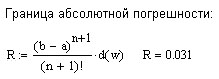 Граница абсолютной погрешности:
R := (b − a)^(n+1) / (n + 1)! · d(w)   R = 0.031